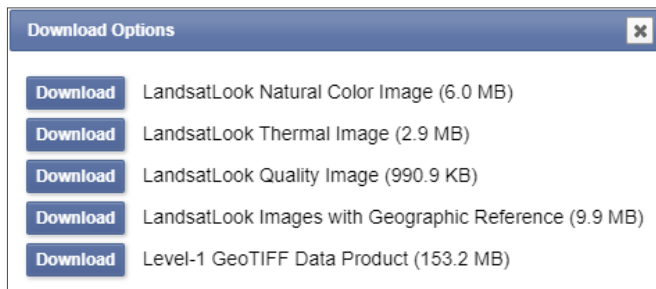 Download Options
Download LandsatLook Natural Color Image (6.0 MB)
Download LandsatLook Thermal Image (2.9 MB)
Download LandsatLook Quality Image (990.9 KB)
Download LandsatLook Images with Geographic Reference (9.9 MB)
Download Level-1 GeoTIFF Data Product (153.2 MB)